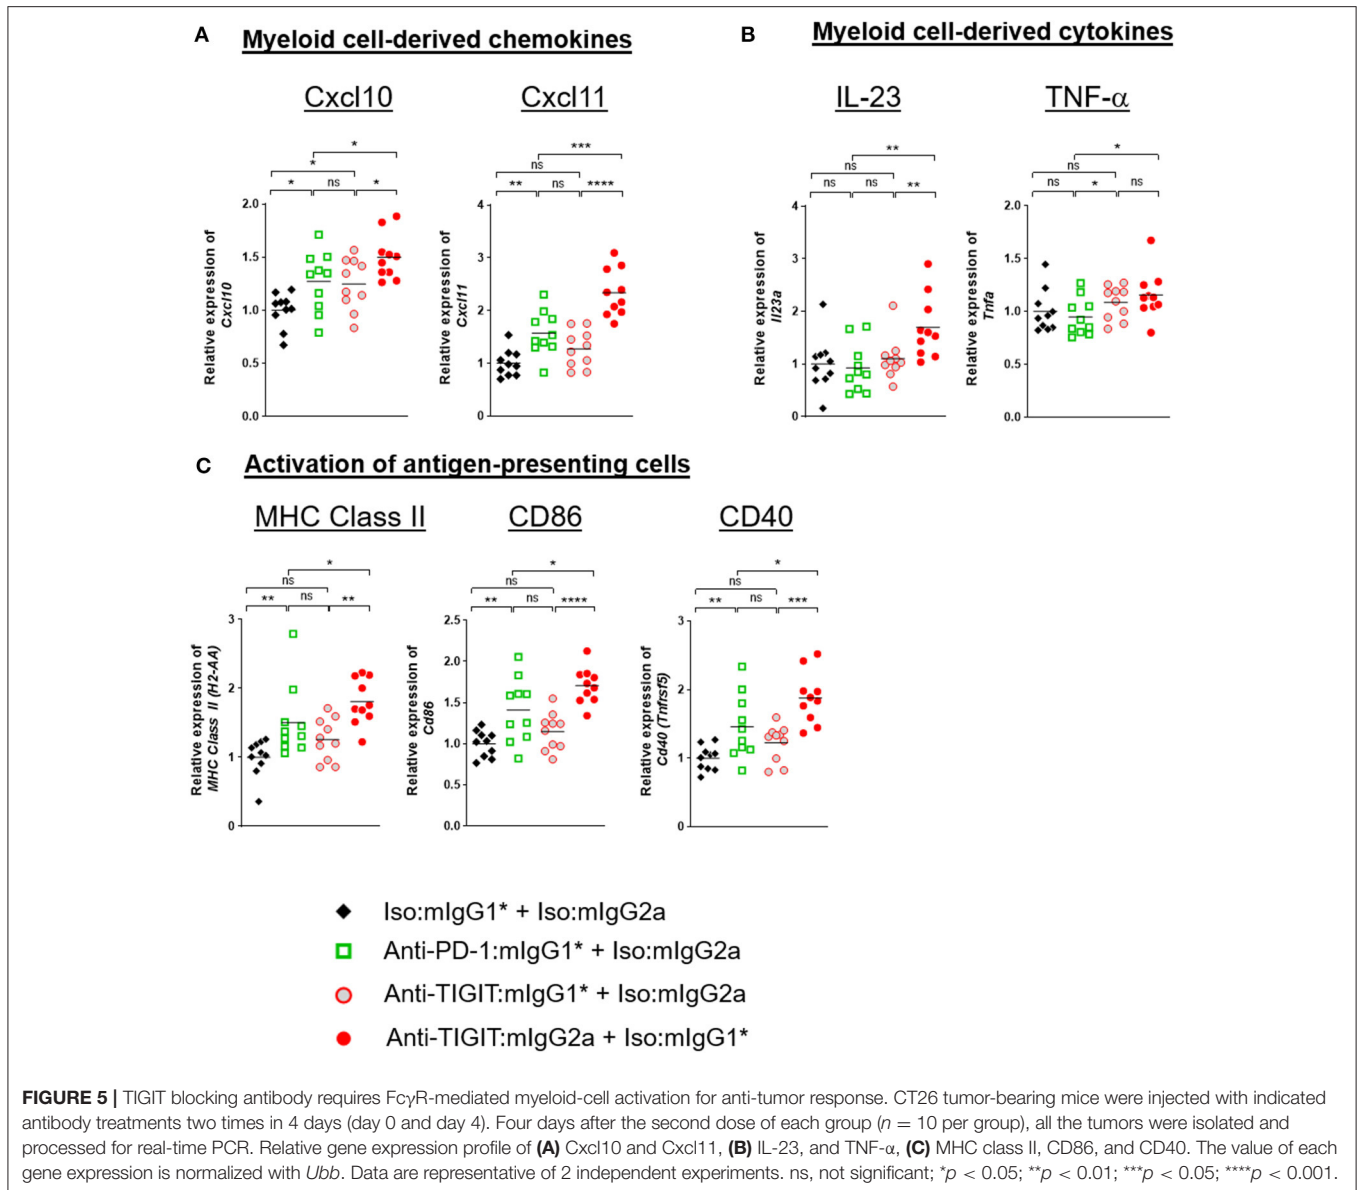 A Myeloid cell-derived chemokines
B Myeloid cell-derived cytokines
Cxcl10
Cxcl11
IL-23
TNF-α
*
*
* ns *
2.0
1.5
1.0
0.5
0.0
Relative expression of
Cxcl10
***
ns
** ns ****
4
3
2
1
0
Relative expression of
Cxcl11
**
ns
ns ns **
4
3
2
1
0
Relative expression of
Il23a
*
ns
ns * ns
2.0
1.5
1.0
0.5
0.0
Relative expression of
Tnfa
C Activation of antigen-presenting cells
MHC Class II
CD86
CD40
*
ns
** ns **
3
2
1
0
Relative expression of
MHC Class II (H2-AA)
*
ns
** ns ****
2.5
2.0
1.5
1.0
0.5
0.0
Relative expression of
Cd86
*
ns
** ns ***
3
2
1
0
Relative expression of
Cd40 (Tnfrsf5)
Iso:mIgG1* + Iso:mIgG2a
Anti-PD-1:mIgG1* + Iso:mIgG2a
Anti-TIGIT:mIgG1* + Iso:mIgG2a
Anti-TIGIT:mIgG2a + Iso:mIgG1*
FIGURE 5 | TIGIT blocking antibody requires FcγR-mediated myeloid-cell activation for anti-tumor response. CT26 tumor-bearing mice were injected with indicated
antibody treatments two times in 4 days (day 0 and day 4). Four days after the second dose of each group (n = 10 per group), all the tumors were isolated and
processed for real-time PCR. Relative gene expression profile of (A) Cxcl10 and Cxcl11, (B) IL-23, and TNF-α, (C) MHC class II, CD86, and CD40. The value of each
gene expression is normalized with Ubb. Data are representative of 2 independent experiments. ns, not significant; *p < 0.05; **p < 0.01; ***p < 0.05; ****p < 0.001.